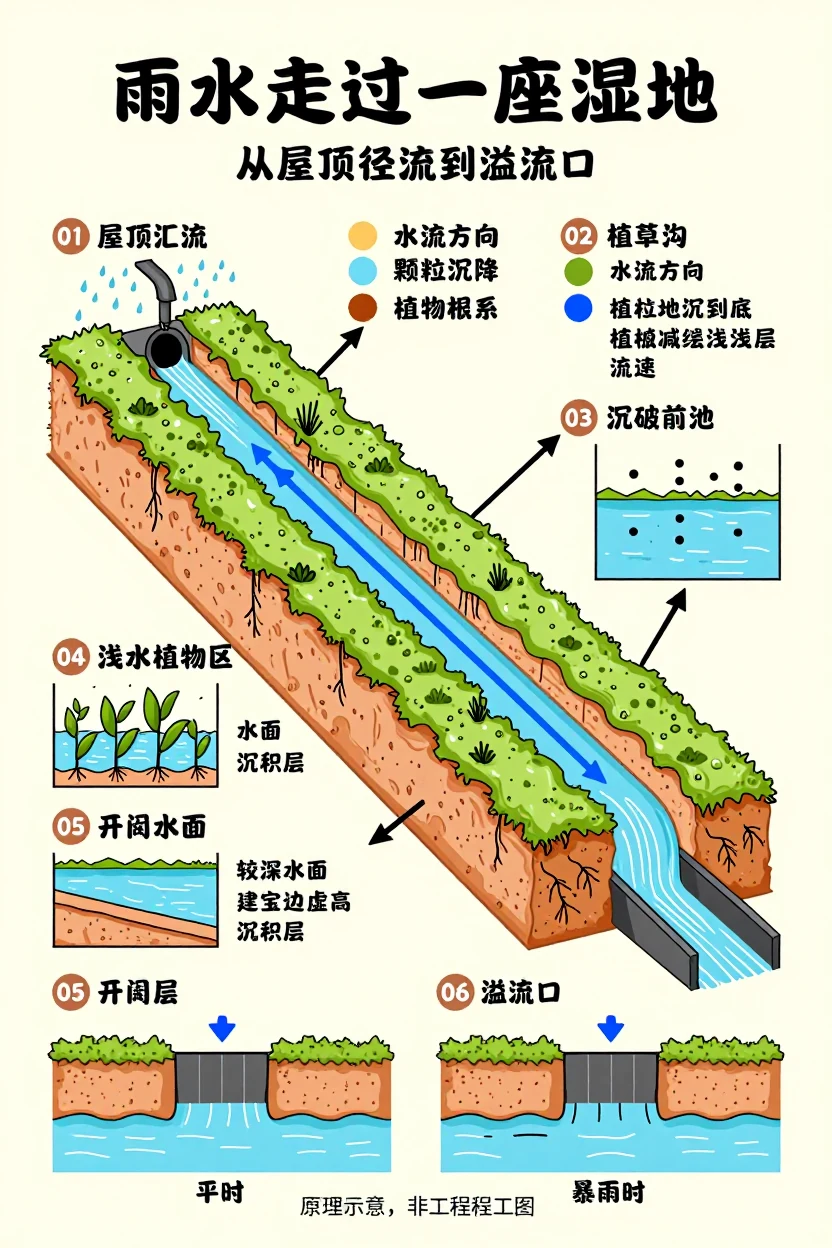 雨水走过一座湿地
从屋顶径流到溢流口
01 屋顶汇流
水流方向
颗粒沉降
植物根系
02 植草沟
水流方向
植粒地沉到底
植被减缓浅浅层
流速
03 沉破前池
04 浅水植物区
水面
沉积层
05 水面
较深水面
建宝边虚高
沉积层
05 层
06 溢流口
平时
暴雨时
原理示意，非工程程工图